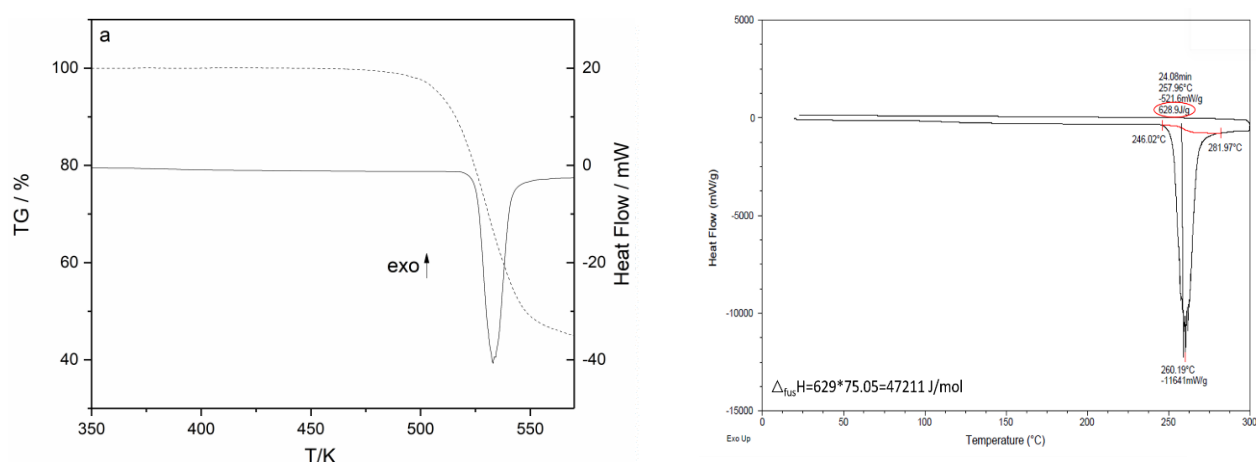 a
100
80
60
40
TG / %
20
0
-20
-40
Heat Flow / mW
exo
350
400
450
500
550
T/K
5000
0
-5000
-10000
-15000
Heat Flow (mW/g)
24.08min
257.96°C
-521.6mW/g
628.9J/g
246.02°C
281.97°C
260.19°C
-11641mW/g
△fusH=629*75.05=47211 J/mol
0
50
100
150
200
250
300
Exo Up
Temperature (°C)